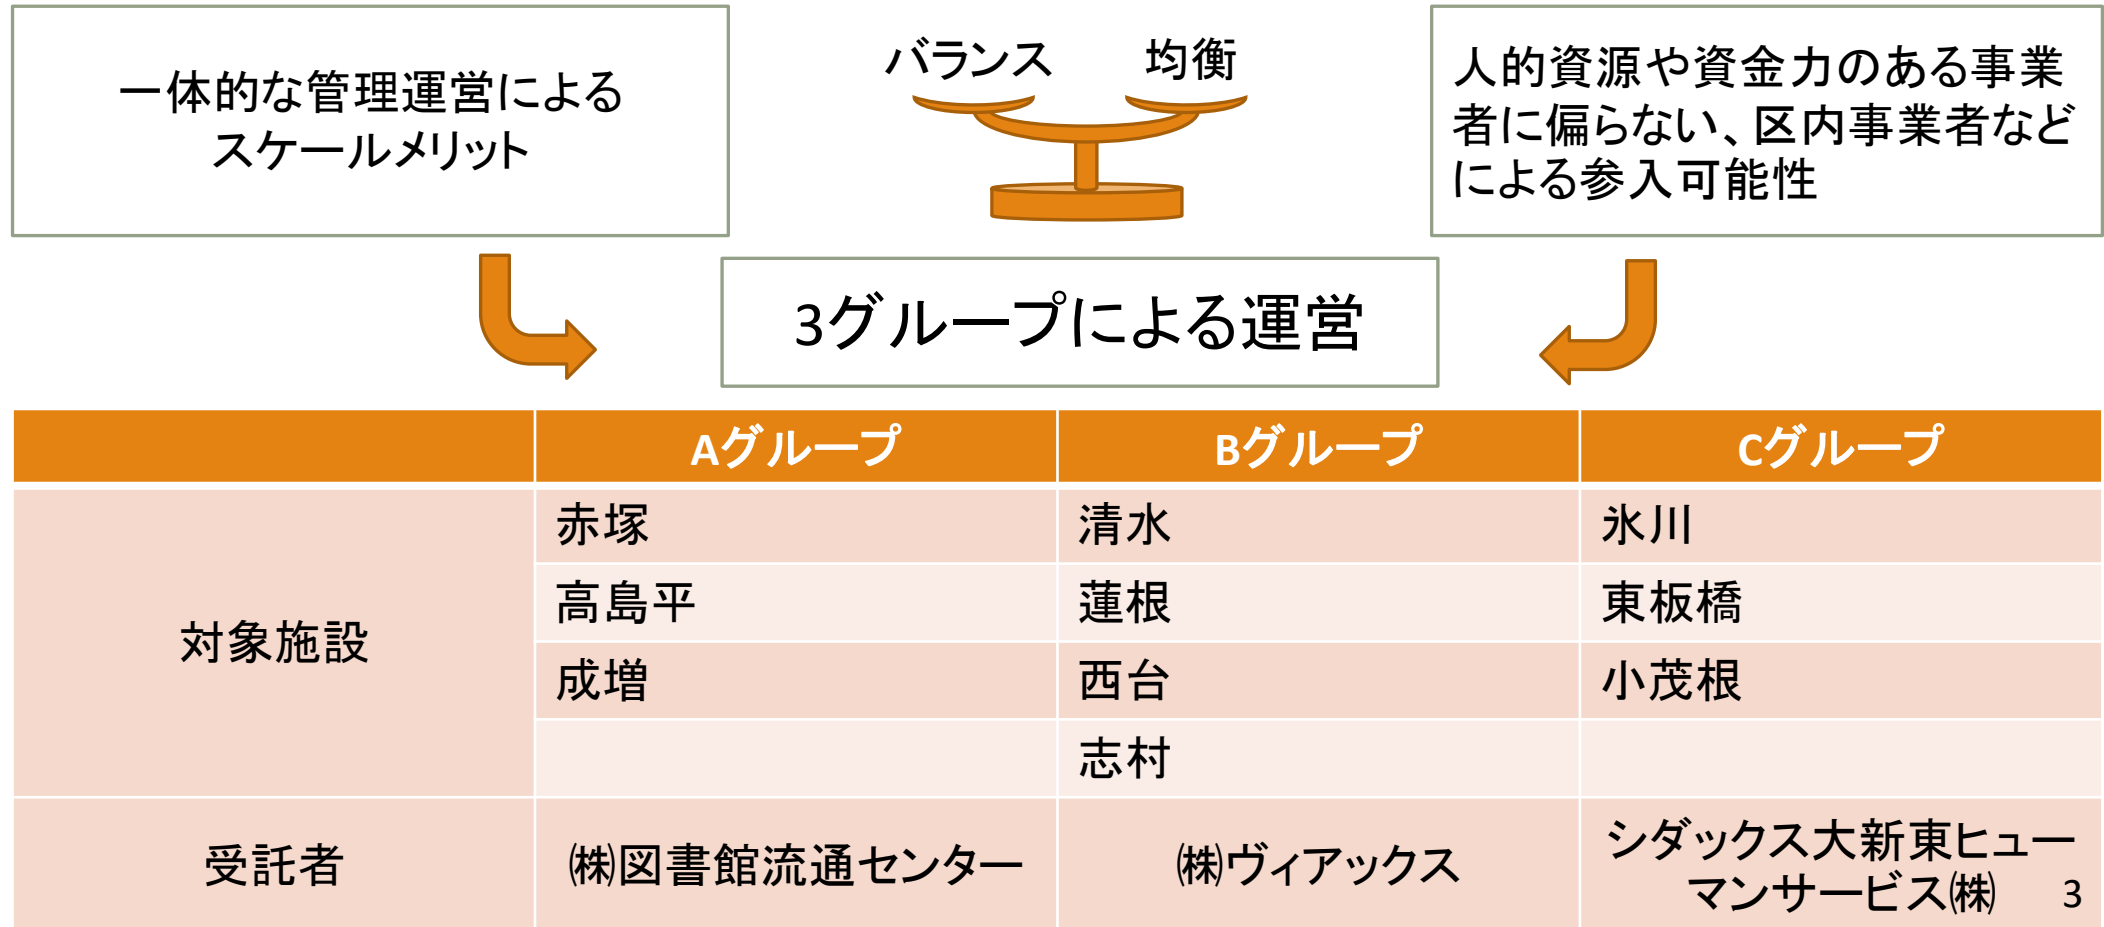 一体的な管理運営による
スケールメリット
バランス 均衡
人的資源や資金力のある事業
者に偏らない、区内事業者など
による参入可能性
3グループによる運営
Aグループ Bグループ Cグループ
対象施設
赤塚 清水 氷川
高島平 蓮根 東板橋
成増 西台 小茂根
志村
受託者 ㈱図書館流通センター ㈱ヴィアックス シダックス大新東ヒュー
マンサービス㈱
3